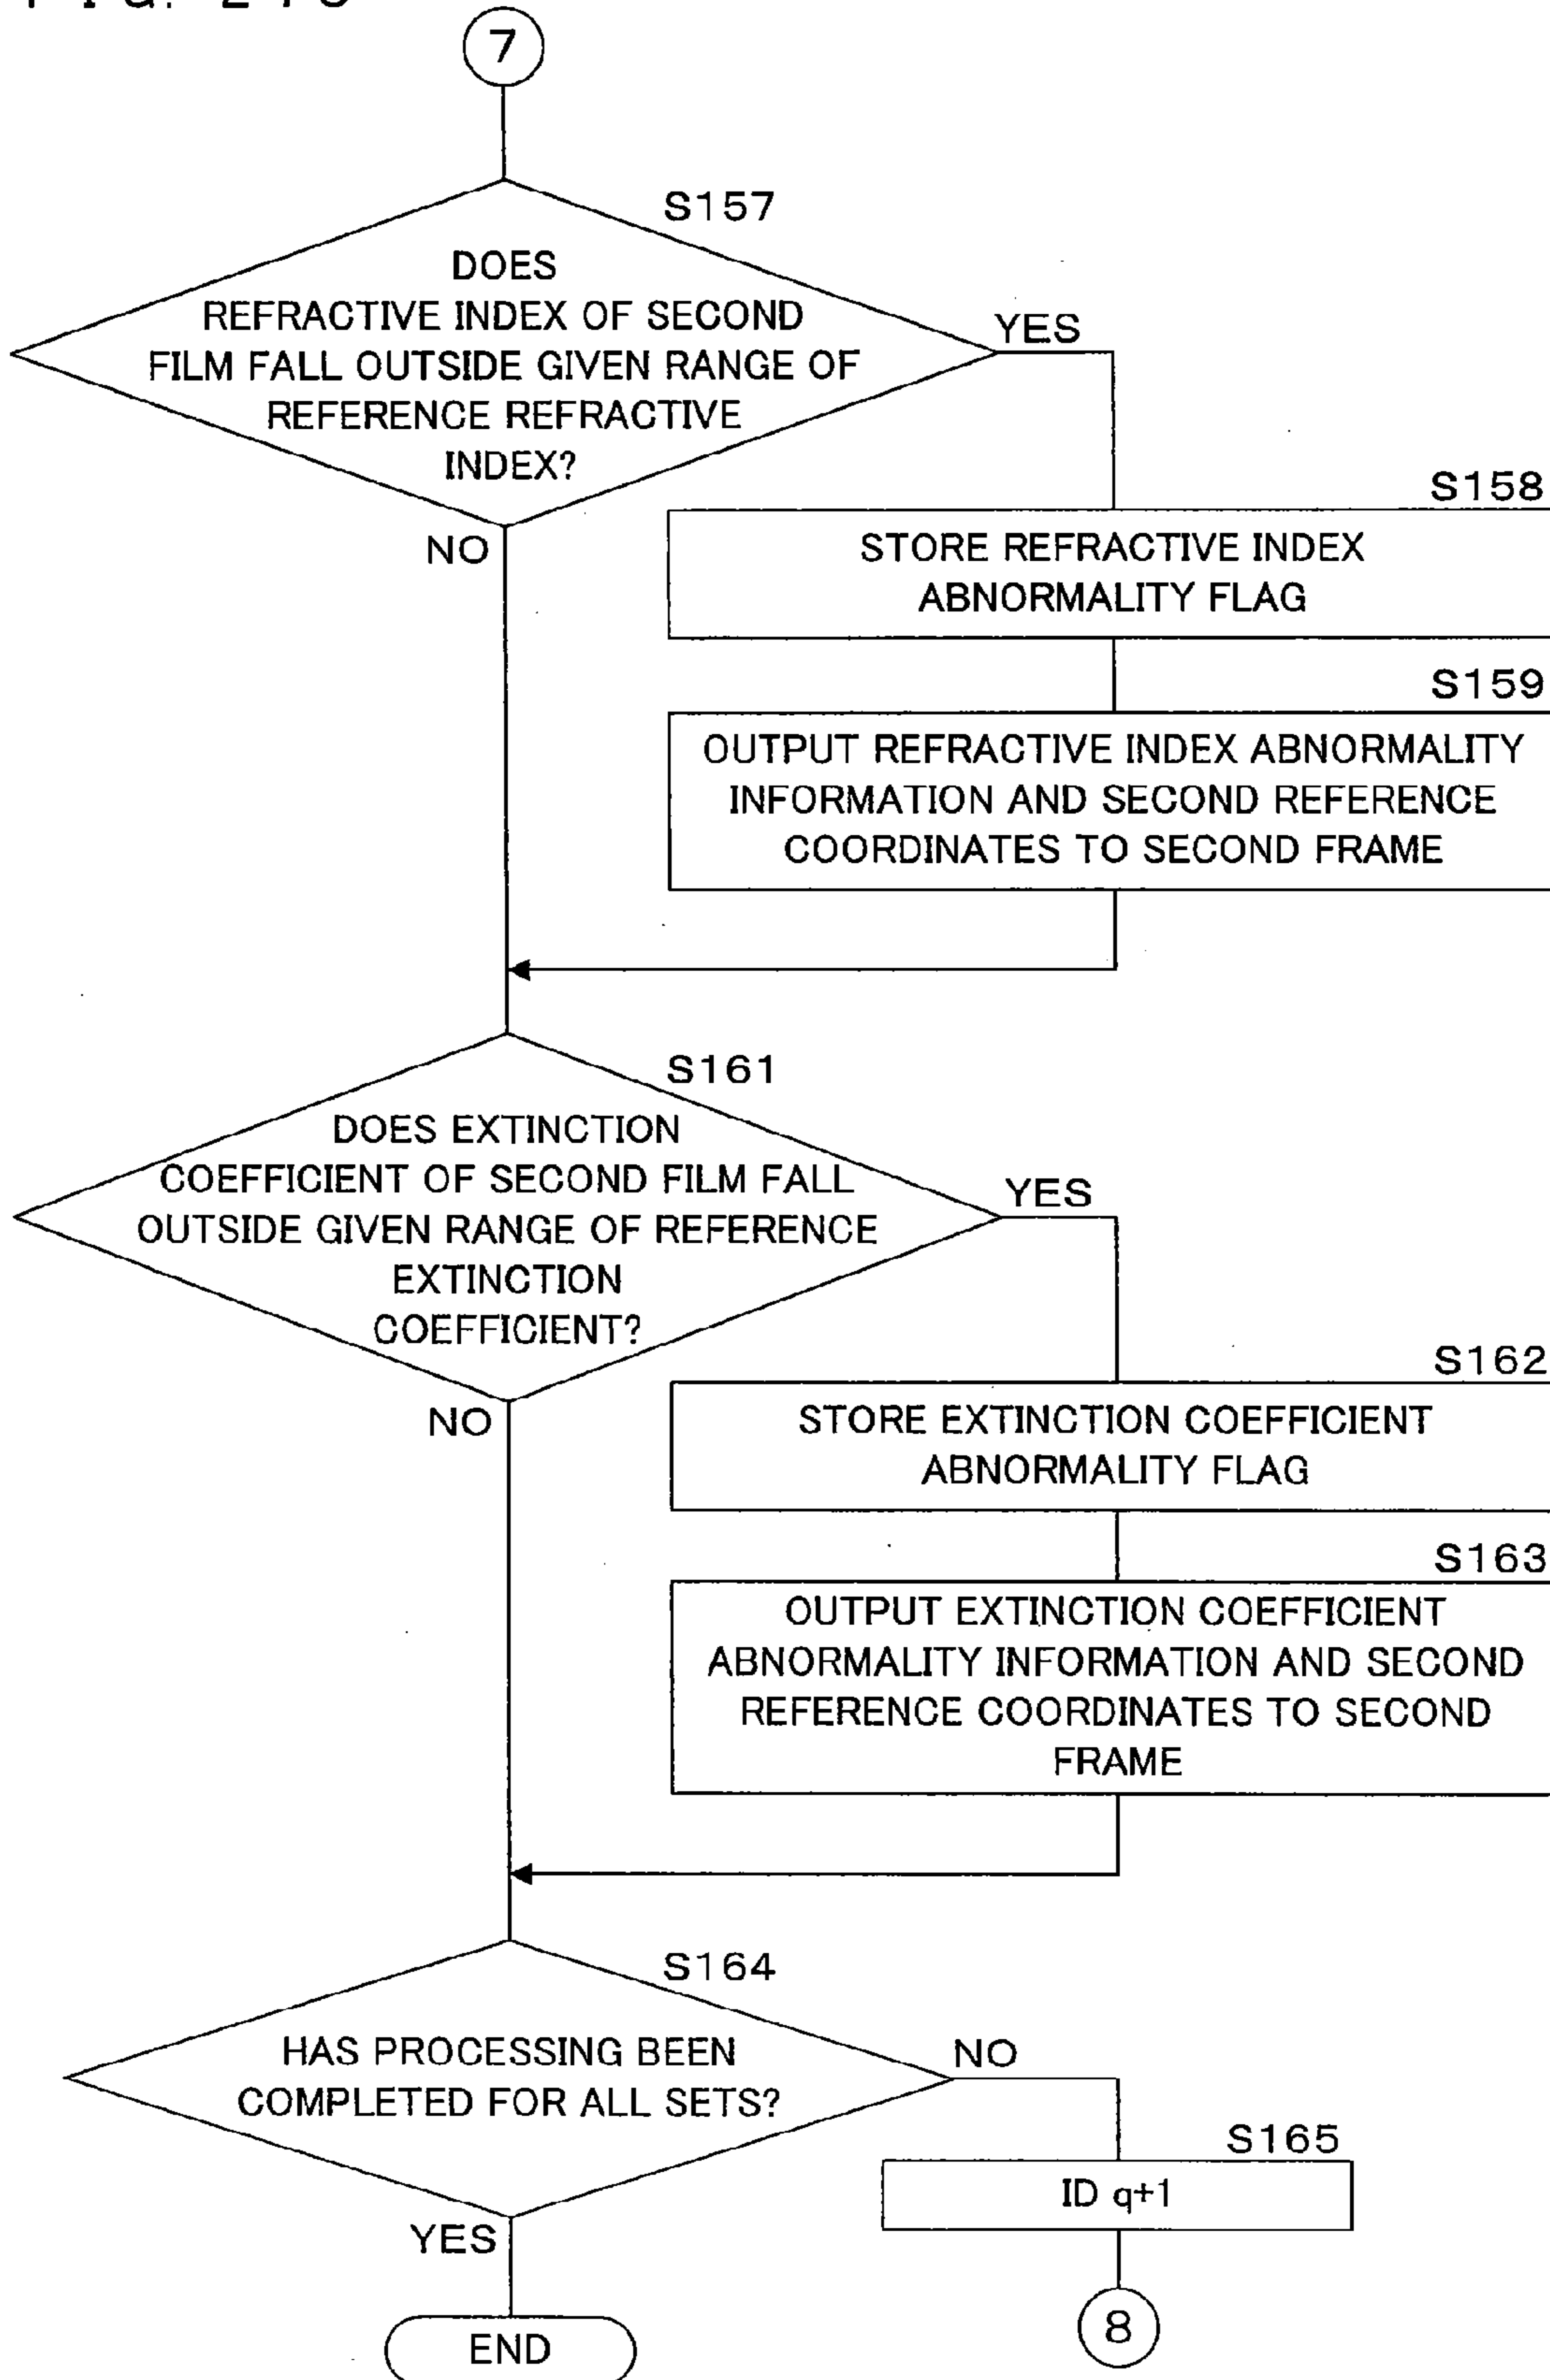 7
S157
DOES
REFRACTIVE INDEX OF SECOND
FILM FALL OUTSIDE GIVEN RANGE OF
REFERENCE REFRACTIVE
INDEX?
YES
NO
S158
STORE REFRACTIVE INDEX
ABNORMALITY FLAG
S159
OUTPUT REFRACTIVE INDEX ABNORMALITY
INFORMATION AND SECOND REFERENCE
COORDINATES TO SECOND FRAME
S161
DOES EXTINCTION
COEFFICIENT OF SECOND FILM FALL
OUTSIDE GIVEN RANGE OF REFERENCE
EXTINCTION
COEFFICIENT?
YES
NO
S162
STORE EXTINCTION COEFFICIENT
ABNORMALITY FLAG
S163
OUTPUT EXTINCTION COEFFICIENT
ABNORMALITY INFORMATION AND SECOND
REFERENCE COORDINATES TO SECOND
FRAME
S164
HAS PROCESSING BEEN
COMPLETED FOR ALL SETS?
NO
S165
ID q+1
YES
END
8